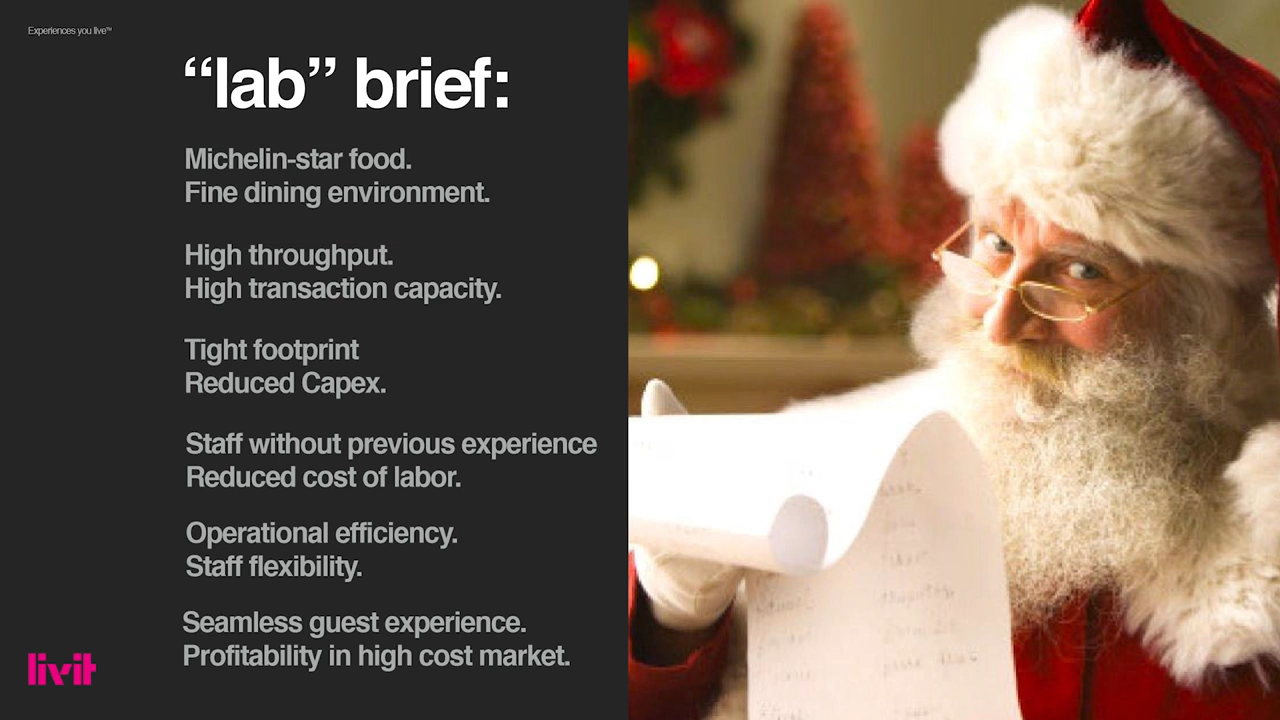 Experiences you live™
“lab” brief:
Michelin-star food.
Fine dining environment.
High throughput.
High transaction capacity.
Tight footprint
Reduced Capex.
Staff without previous experience
Reduced cost of labor.
Operational efficiency.
Staff flexibility.
Seamless guest experience.
Profitability in high cost market.
livit